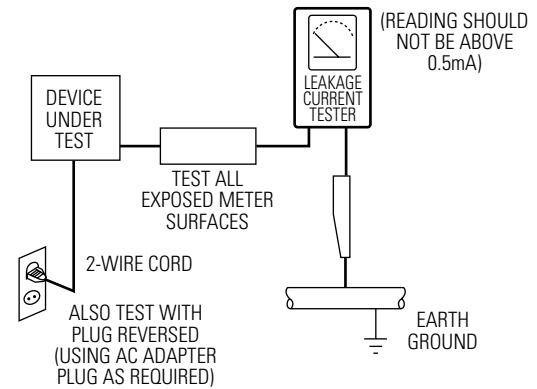 (READING SHOULD
NOT BE ABOVE
0.5mA)
LEAKAGE
CURRENT
TESTER
DEVICE
UNDER
TEST
TEST ALL
EXPOSED METER
SURFACES
2-WIRE CORD
ALSO TEST WITH
PLUG REVERSED
(USING AC ADAPTER
PLUG AS REQUIRED)
EARTH
GROUND